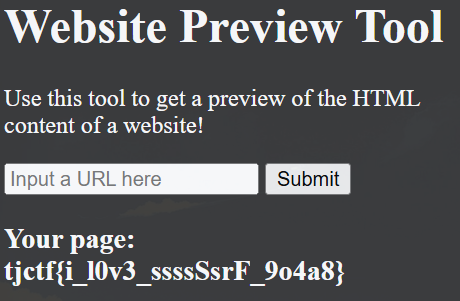 Website Preview Tool
Use this tool to get a preview of the HTML
content of a website!
Input a URL here Submit
Your page:
tjctf{i_l0v3_ssssSsrF_9o4a8}